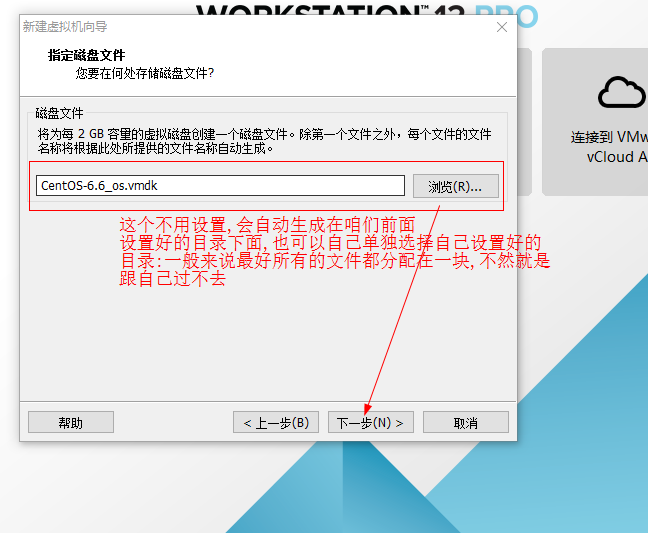 WORKSTATION™ 12 PRO
新建虚拟机向导
指定磁盘文件
您要在何处存储磁盘文件?
磁盘文件
将为每 2 GB 容量的虚拟磁盘创建一个磁盘文件。除第一个文件之外，每个文件的文件
名称将根据此处所提供的文件名称自动生成。
CentOS-6.6_os.vmdk
浏览(R)...
连接到 VMw
vCloud A
这个不用设置,会自动生成在咱们前面
设置好的目录下面,也可以自己单独选择自己设置好的
目录:一般来说最好所有的文件都分配在一块,不然就是
跟自己过不去
帮助
< 上一步(B)
下一步(N) >
取消